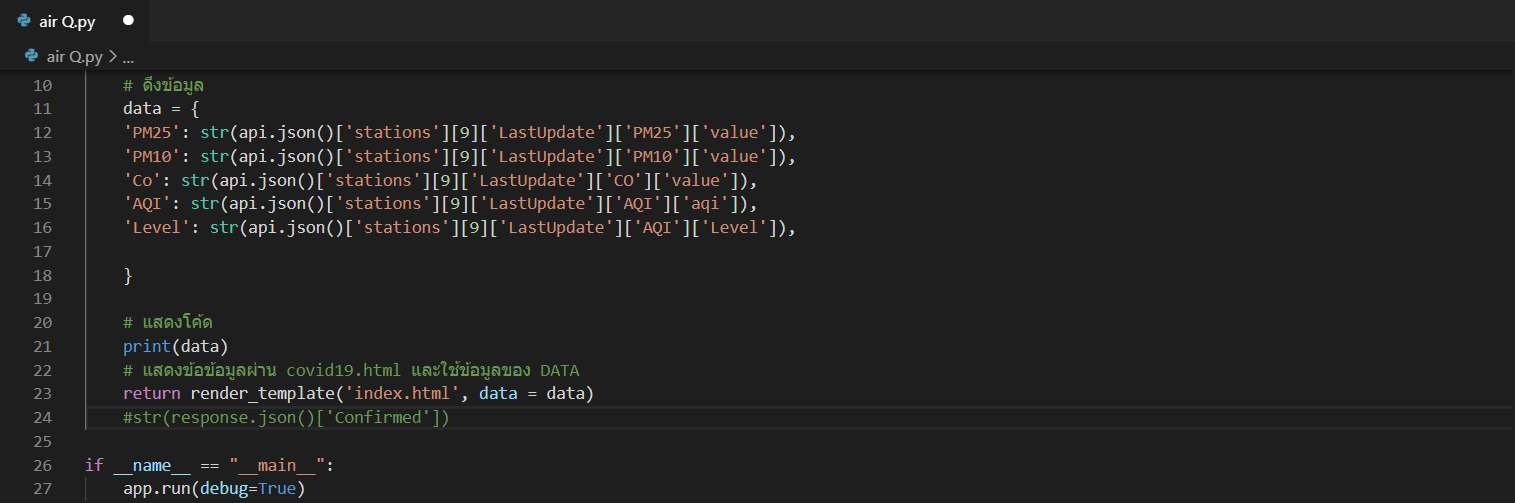 air Q.py
air Q.py > ...
10 # ดึงข้อมูล
11 data = {
12 'PM25': str(api.json()['stations'][9]['LastUpdate']['PM25']['value']),
13 'PM10': str(api.json()['stations'][9]['LastUpdate']['PM10']['value']),
14 'Co': str(api.json()['stations'][9]['LastUpdate']['CO']['value']),
15 'AQI': str(api.json()['stations'][9]['LastUpdate']['AQI']['aqi']),
16 'Level': str(api.json()['stations'][9]['LastUpdate']['AQI']['Level']),
17
18 }
19
20 # แสดงโค้ด
21 print(data)
22 # แสดงข้อข้อมูลผ่าน covid19.html และใช้ข้อมูลของ DATA
23 return render_template('index.html', data = data)
24 #str(response.json()['Confirmed'])
25
26 if __name__ == "__main__":
27 app.run(debug=True)